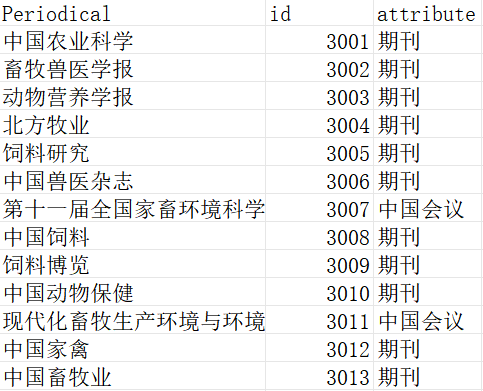 Periodical id attribute
中国农业科学 3001 期刊
畜牧兽医学报 3002 期刊
动物营养学报 3003 期刊
北方牧业 3004 期刊
饲料研究 3005 期刊
中国兽医杂志 3006 期刊
第十一届全国家畜环境科学 3007 中国会议
中国饲料 3008 期刊
饲料博览 3009 期刊
中国动物保健 3010 期刊
现代化畜牧生产环境与环境 3011 中国会议
中国家禽 3012 期刊
中国畜牧业 3013 期刊